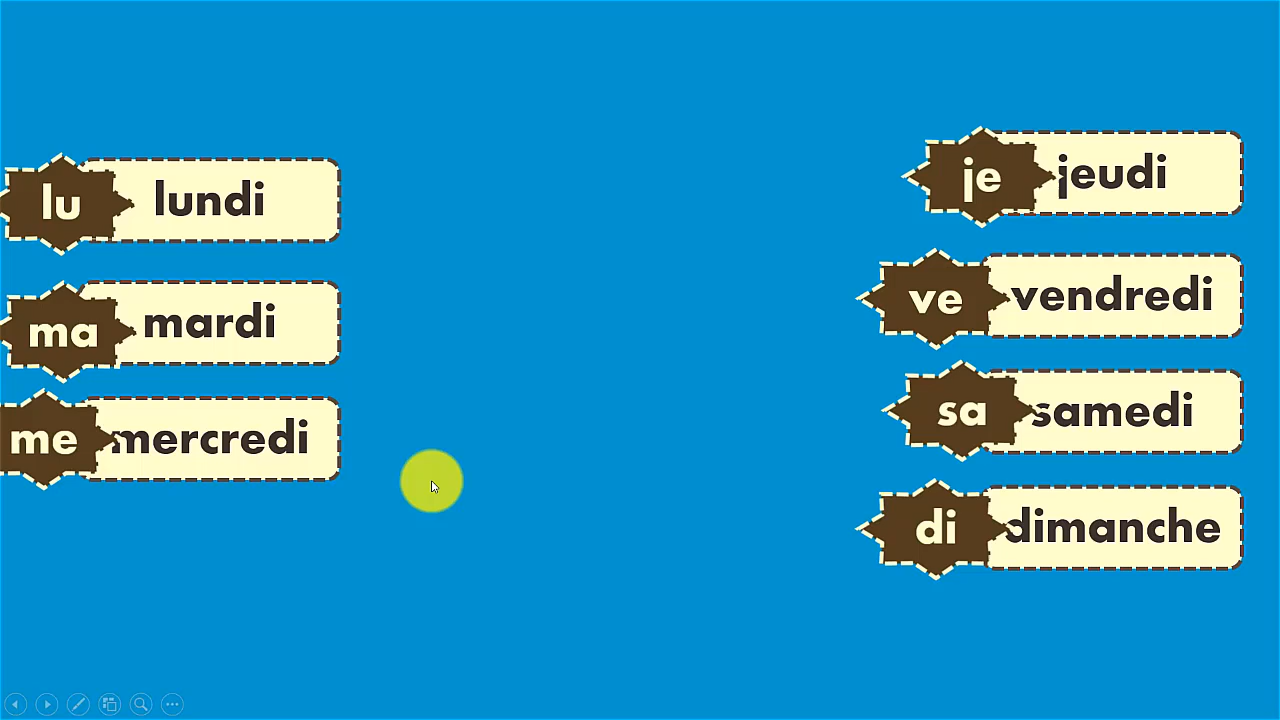 lu lundi
ma mardi
me mercredi
je jeudi
ve vendredi
sa samedi
di dimanche